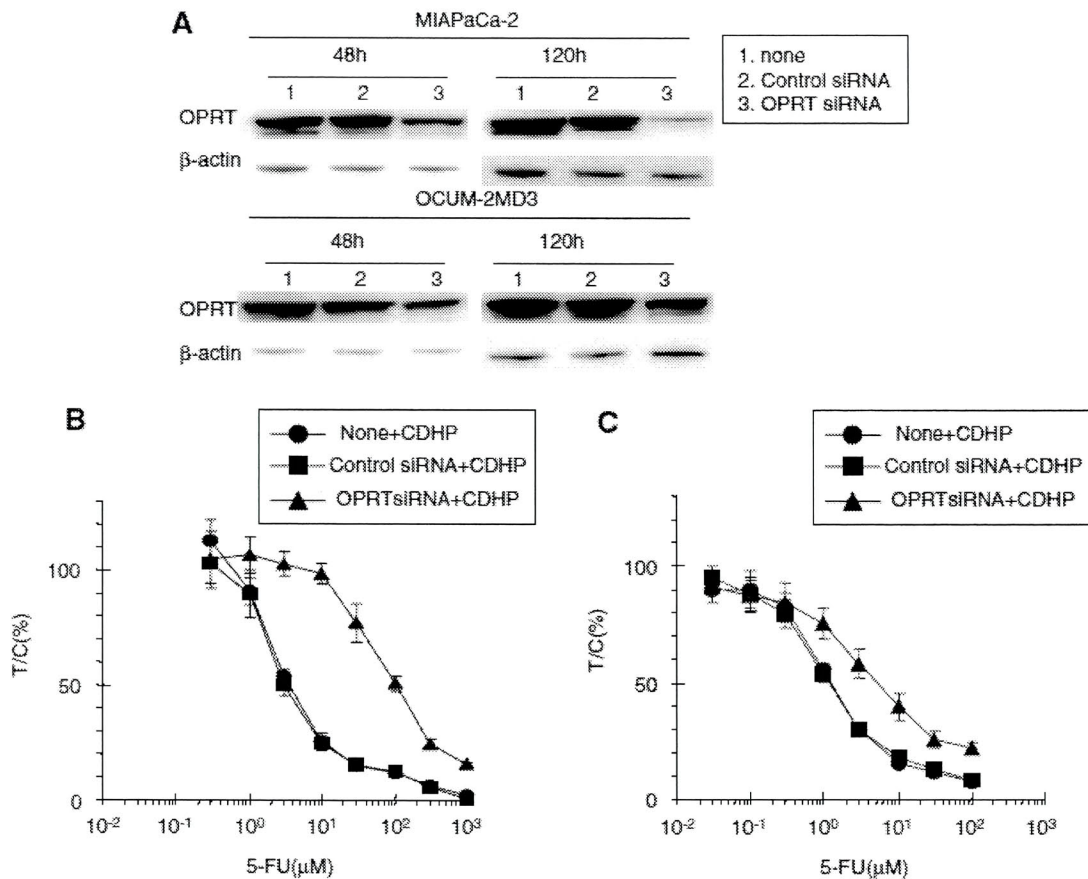 A
MIAPaCa-2
48h 120h
1 2 3 1 2 3
OPRT
β-actin
1. none
2. Control siRNA
3. OPRT siRNA
OCUM-2MD3
48h 120h
1 2 3 1 2 3
OPRT
β-actin
B
None+CDHP
Control siRNA+CDHP
OPRTsiRNA+CDHP
T/C(%)
100
50
0
10⁻² 10⁻¹ 10⁰ 10¹ 10² 10³
5-FU(μM)
C
None+CDHP
Control siRNA+CDHP
OPRTsiRNA+CDHP
T/C(%)
100
50
0
10⁻² 10⁻¹ 10⁰ 10¹ 10² 10³
5-FU(μM)